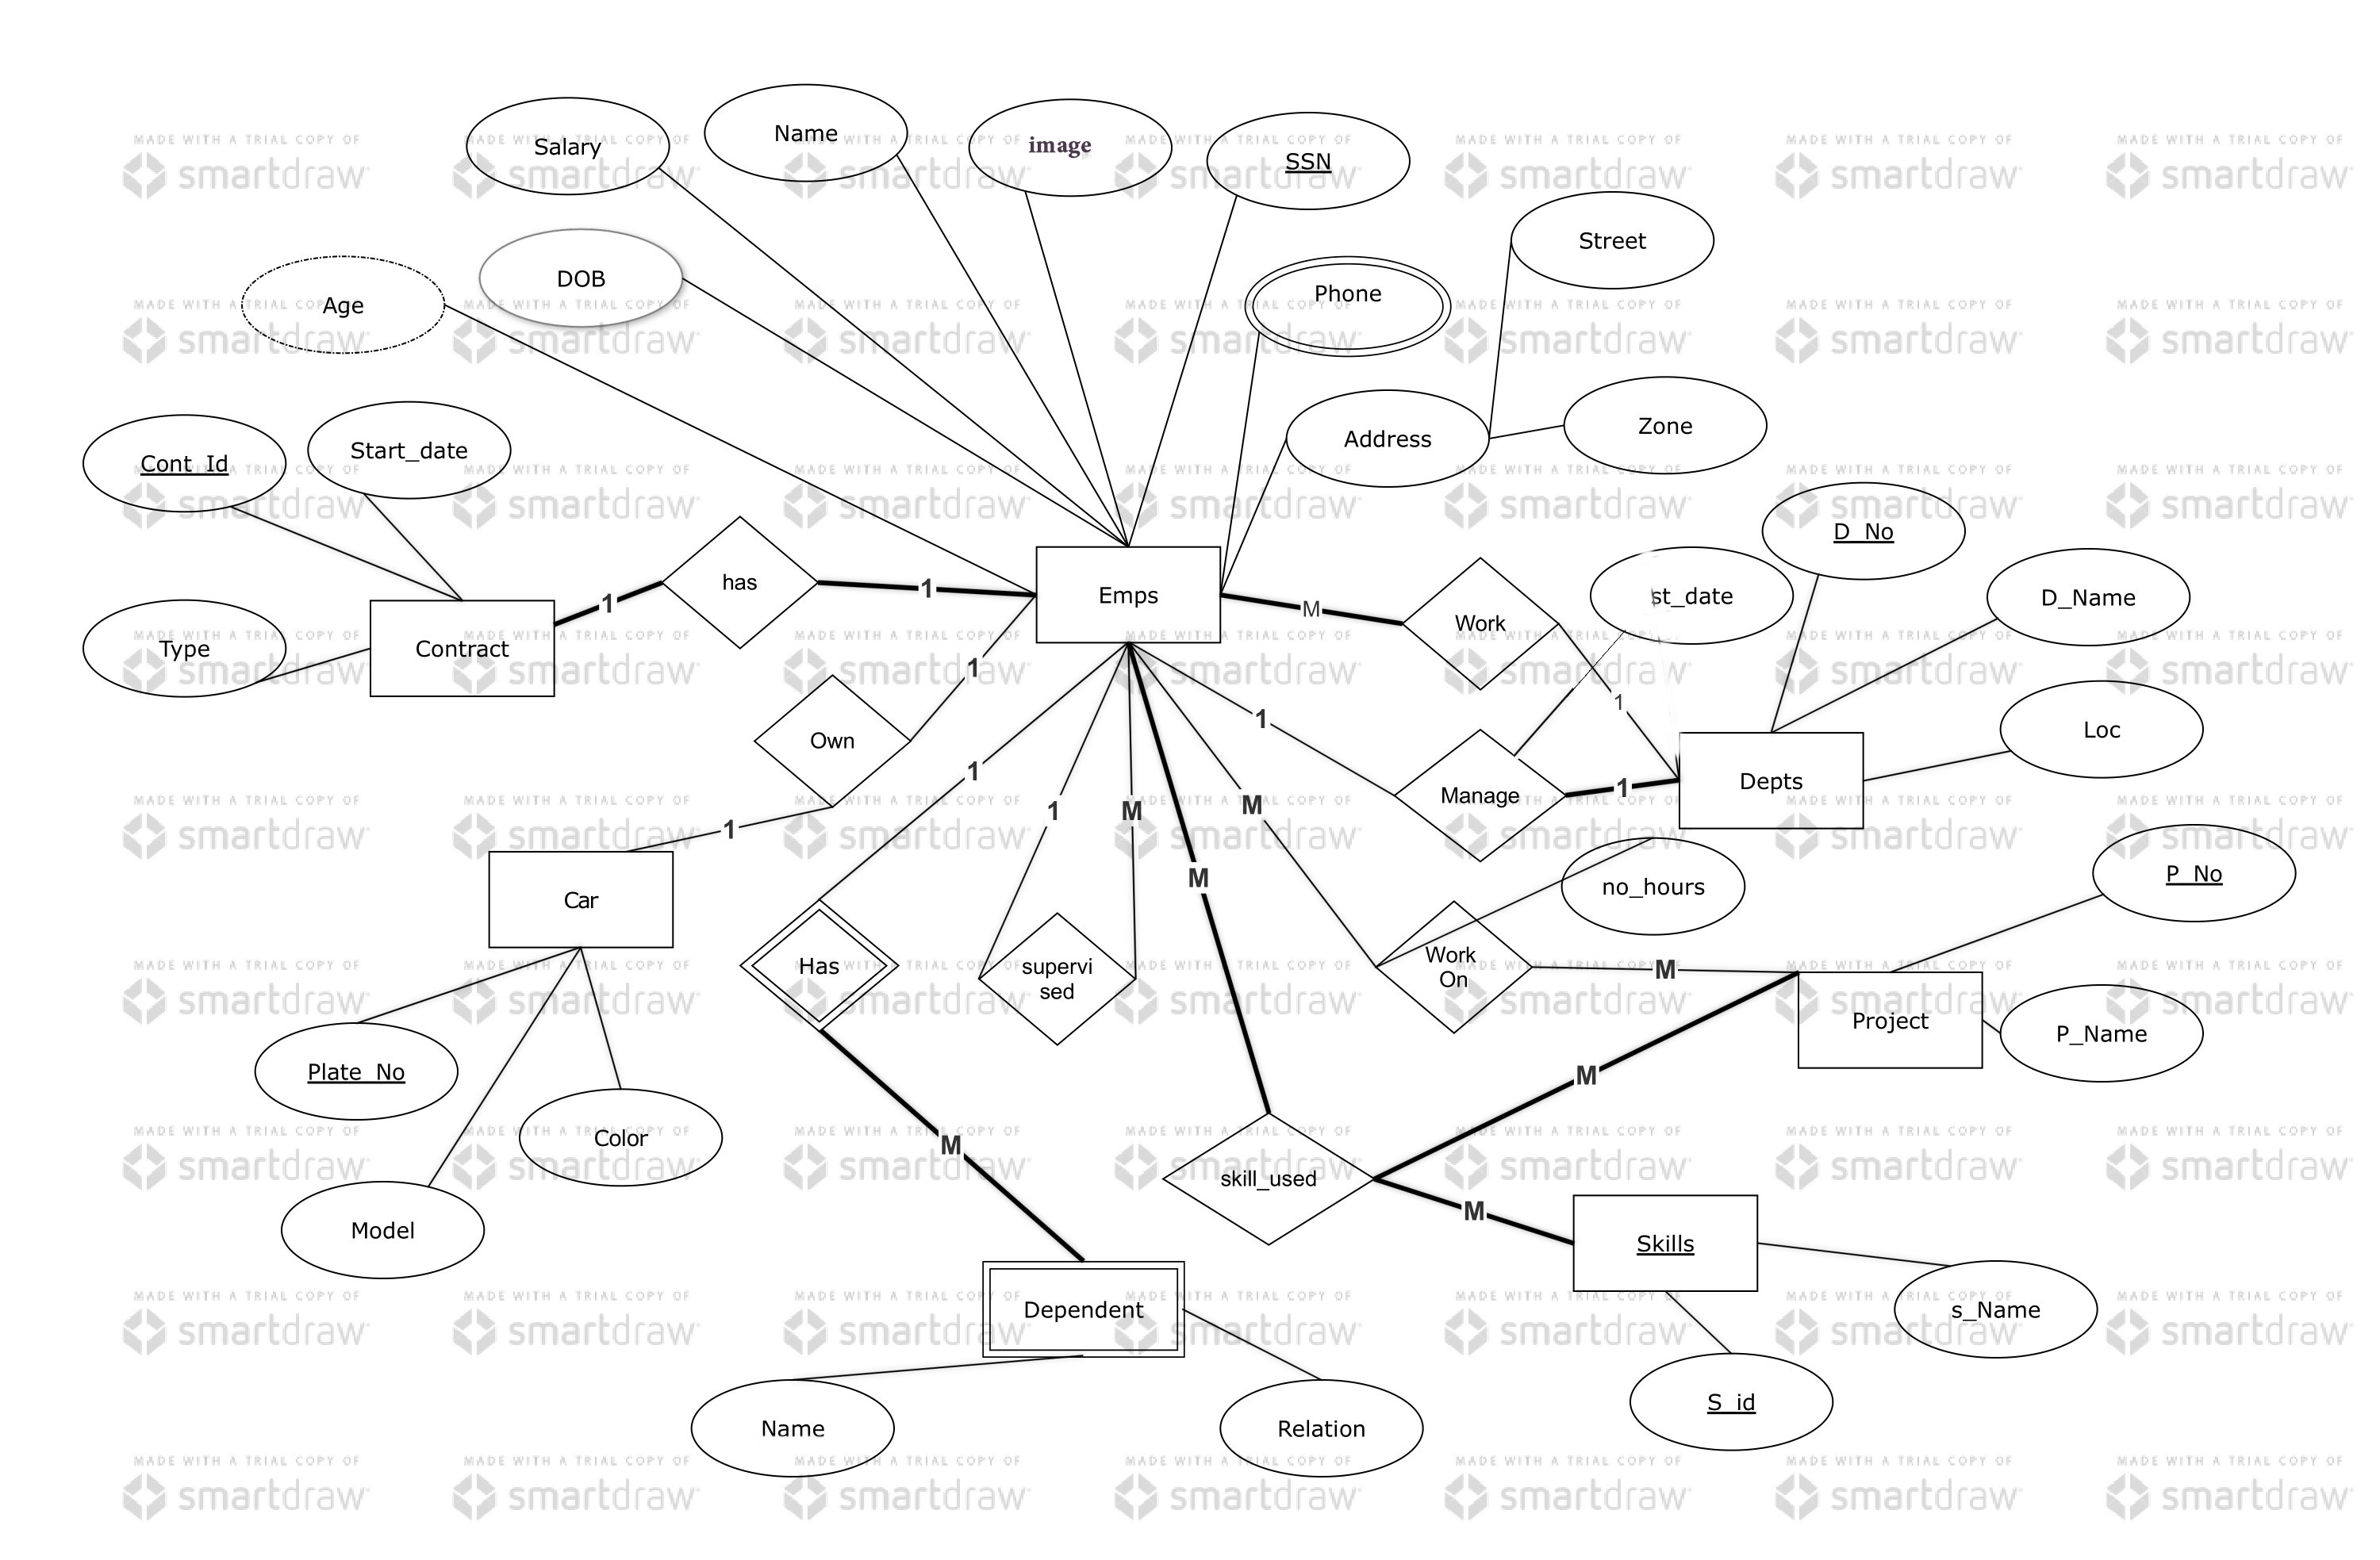 Salary
Name
image
SSN
Street
DOB
Age
Phone
Address
Zone
Cont_Id
Start_date
D_No
has
1
1
Emps
M
Work
st_date
D_Name
Type
Contract
1
1
1
Own
1
Manage
1
Depts
Loc
1
1
M
M
M
no_hours
P_No
Car
Has
supervi
sed
Work
On
M
Project
P_Name
Plate_No
Color
M
M
skill_used
M
Model
Skills
Dependent
s_Name
Name
Relation
S_id
MADE WITH A TRIAL COPY OF
smartdraw